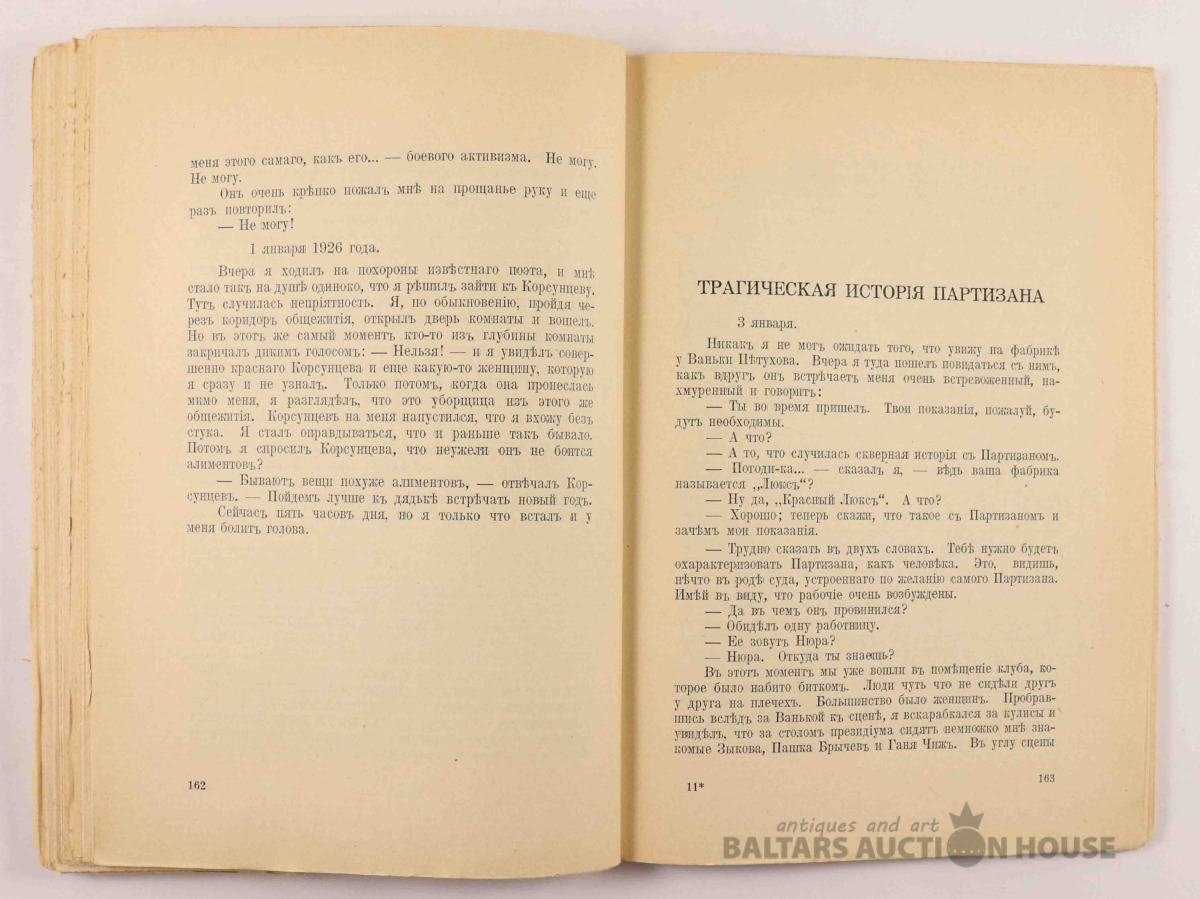 меня этого самаго, какъ его... — боевого активизма. Не могу.
Не могу.
Онъ очень крѣпко пожалъ мнѣ на прощанье руку и еще
разъ повторилъ:
— Не могу!
1 января 1926 года.
Вчера я ходилъ на похороны извѣстнаго поэта, и мнѣ
стало такъ на душѣ одиноко, что я рѣшилъ зайти къ Корсунцеву.
Тутъ случилась непріятность. Я, по обыкновенію, пройдя че-
резъ коридоръ общежитія, открылъ дверь комнаты и вошелъ.
Но въ этотъ же самый моментъ кто-то изъ глубины комнаты
закричалъ дикимъ голосомъ: — Нельзя! — и я увидѣлъ совер-
шенно краснаго Корсунцева и еще какую-то женщину, которую
я сразу и не узналъ. Только потомъ, когда она пронеслась
мимо меня, я разглядѣлъ, что это уборщица изъ этого же
общежитія. Корсунцевъ на меня напустился, что я вхожу безъ
стука. Я сталъ оправдываться, что и раньше такъ бывало.
Потомъ я спросилъ Корсунцева, что неужели онъ не боится
алиментовъ?
— Бываютъ вещи похуже алиментовъ, — отвѣчалъ Кор-
сунцевъ. — Пойдемъ лучше къ дядькѣ встрѣчать новый годъ.
Сейчасъ пять часовъ дня, но я только что всталъ и у
меня болитъ голова.
162
ТРАГИЧЕСКАЯ ИСТОРІЯ ПАРТИЗАНА
3 января.
Никакъ я не могъ ожидать того, что увижу на фабрикѣ
у Ваньки Пѣтухова. Вчера я туда пошелъ повидаться съ нимъ,
какъ вдругъ онъ встрѣчаетъ меня очень встревоженный, на-
хмуренный и говоритъ:
— Ты во время пришелъ. Твои показанія, пожалуй, бу-
дутъ необходимы.
— А что?
— А то, что случилась скверная исторія съ Партизаномъ.
— Погоди-ка... — сказалъ я, — вѣдь ваша фабрика
называется „Люксъ“?
— Ну да, „Красный Люксъ“. А что?
— Хорошо; теперь скажи, что такое съ Партизаномъ и
зачѣмъ мои показанія.
— Трудно сказать въ двухъ словахъ. Тебѣ нужно будетъ
охарактеризовать Партизана, какъ человѣка. Это, видишь,
нѣчто въ родѣ суда, устроеннаго по желанію самого Партизана.
Имѣй въ виду, что рабочіе очень возбуждены.
— Да въ чемъ онъ провинился?
— Обидѣлъ одну работницу.
— Ее зовутъ Нюра?
— Нюра. Откуда ты знаешь?
Въ этотъ моментъ мы уже вошли въ помѣщеніе клуба, ко-
торое было набито биткомъ. Люди чуть что не сидѣли другъ
у друга на плечехъ. Большинство было женщинъ. Пробрав-
шись вслѣдъ за Ванькой къ сценѣ, я вскарабкался за кулисы и
увидѣлъ, что за столомъ президіума сидятъ немножко мнѣ зна-
комые Зыкова, Пашка Брычевъ и Ганя Чижъ. Въ углу сцены
11*
163
antiques and art
BALTARS AUCTION HOUSE